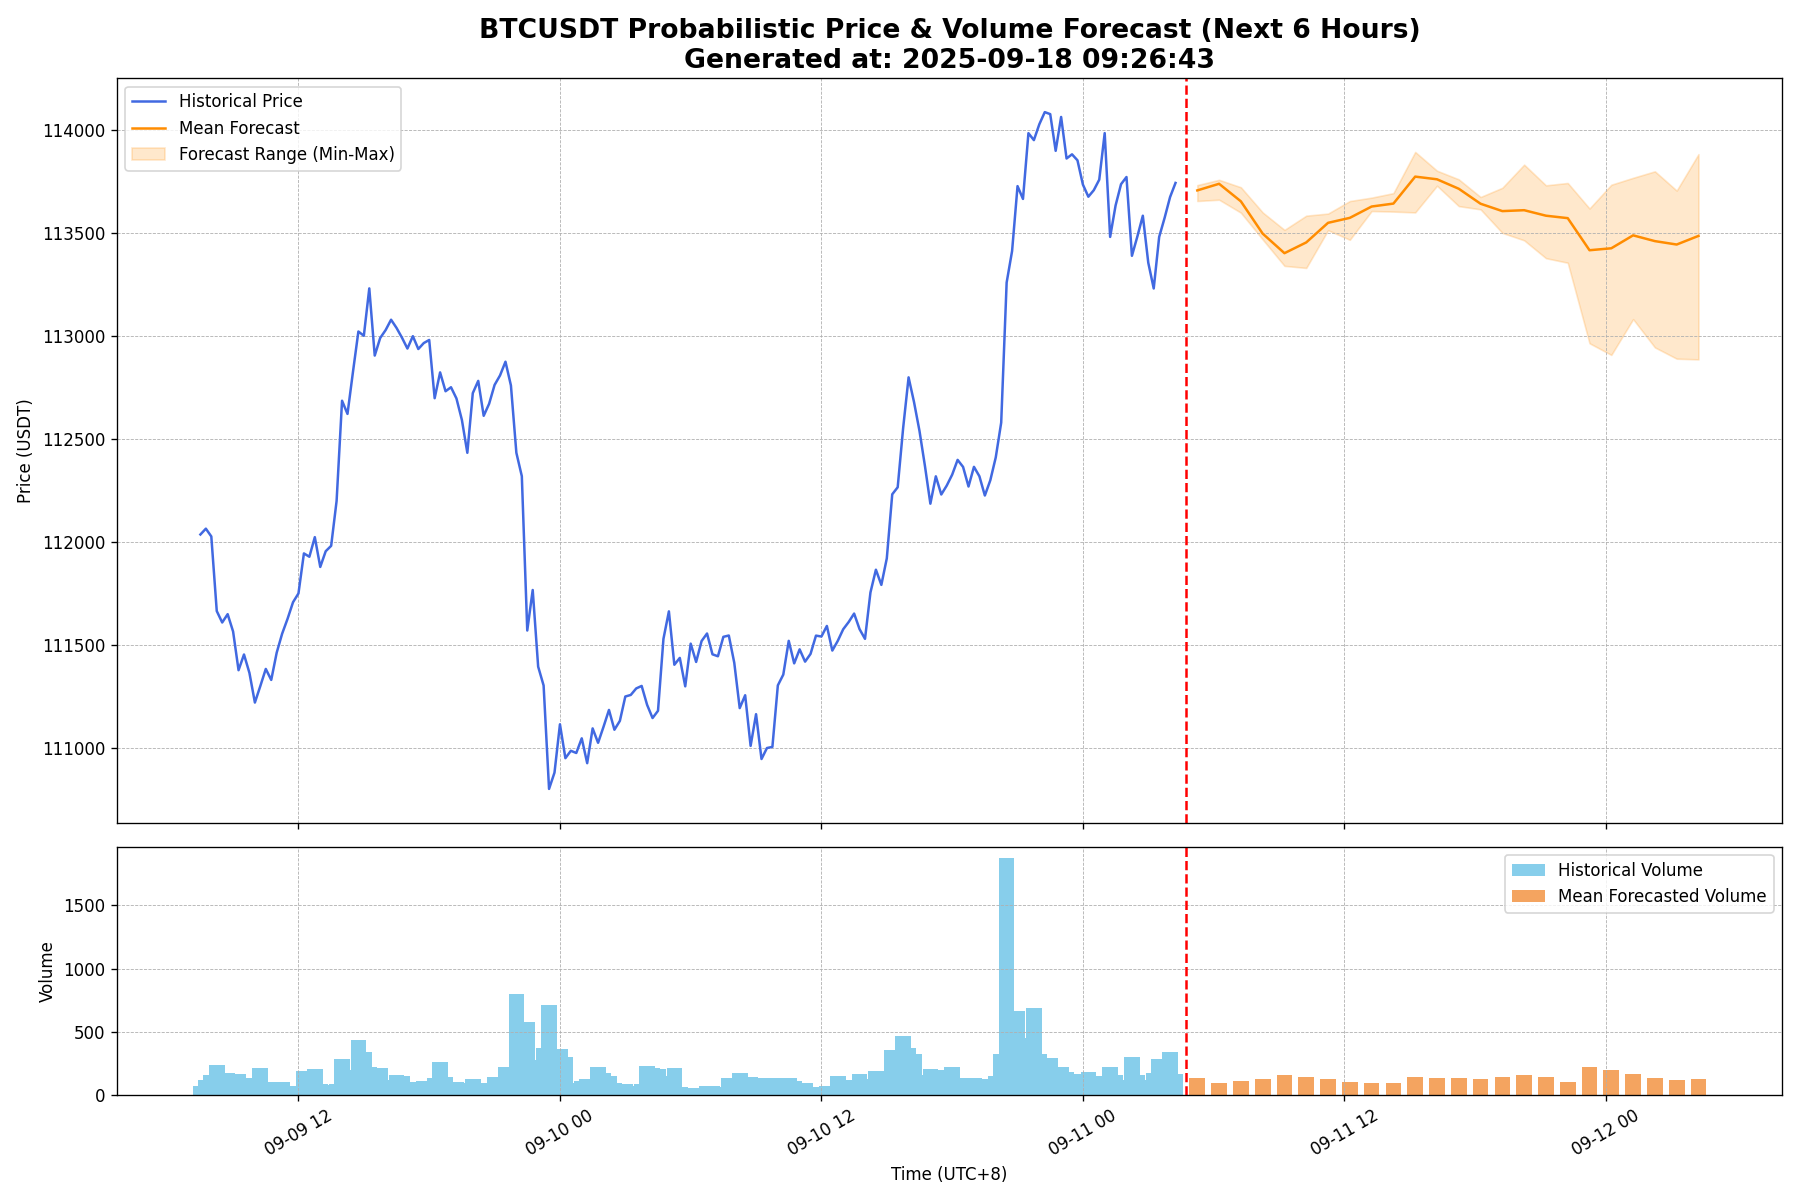 BTCUSDT Probabilistic Price & Volume Forecast (Next 6 Hours)
Generated at: 2025-09-18 09:26:43
Historical Price
Mean Forecast
Forecast Range (Min-Max)
114000
113500
113000
112500
112000
111500
111000
Price (USDT)
Historical Volume
Mean Forecasted Volume
1500
1000
500
0
Volume
09-09 12
09-10 00
09-10 12
09-11 00
09-11 12
09-12 00
Time (UTC+8)